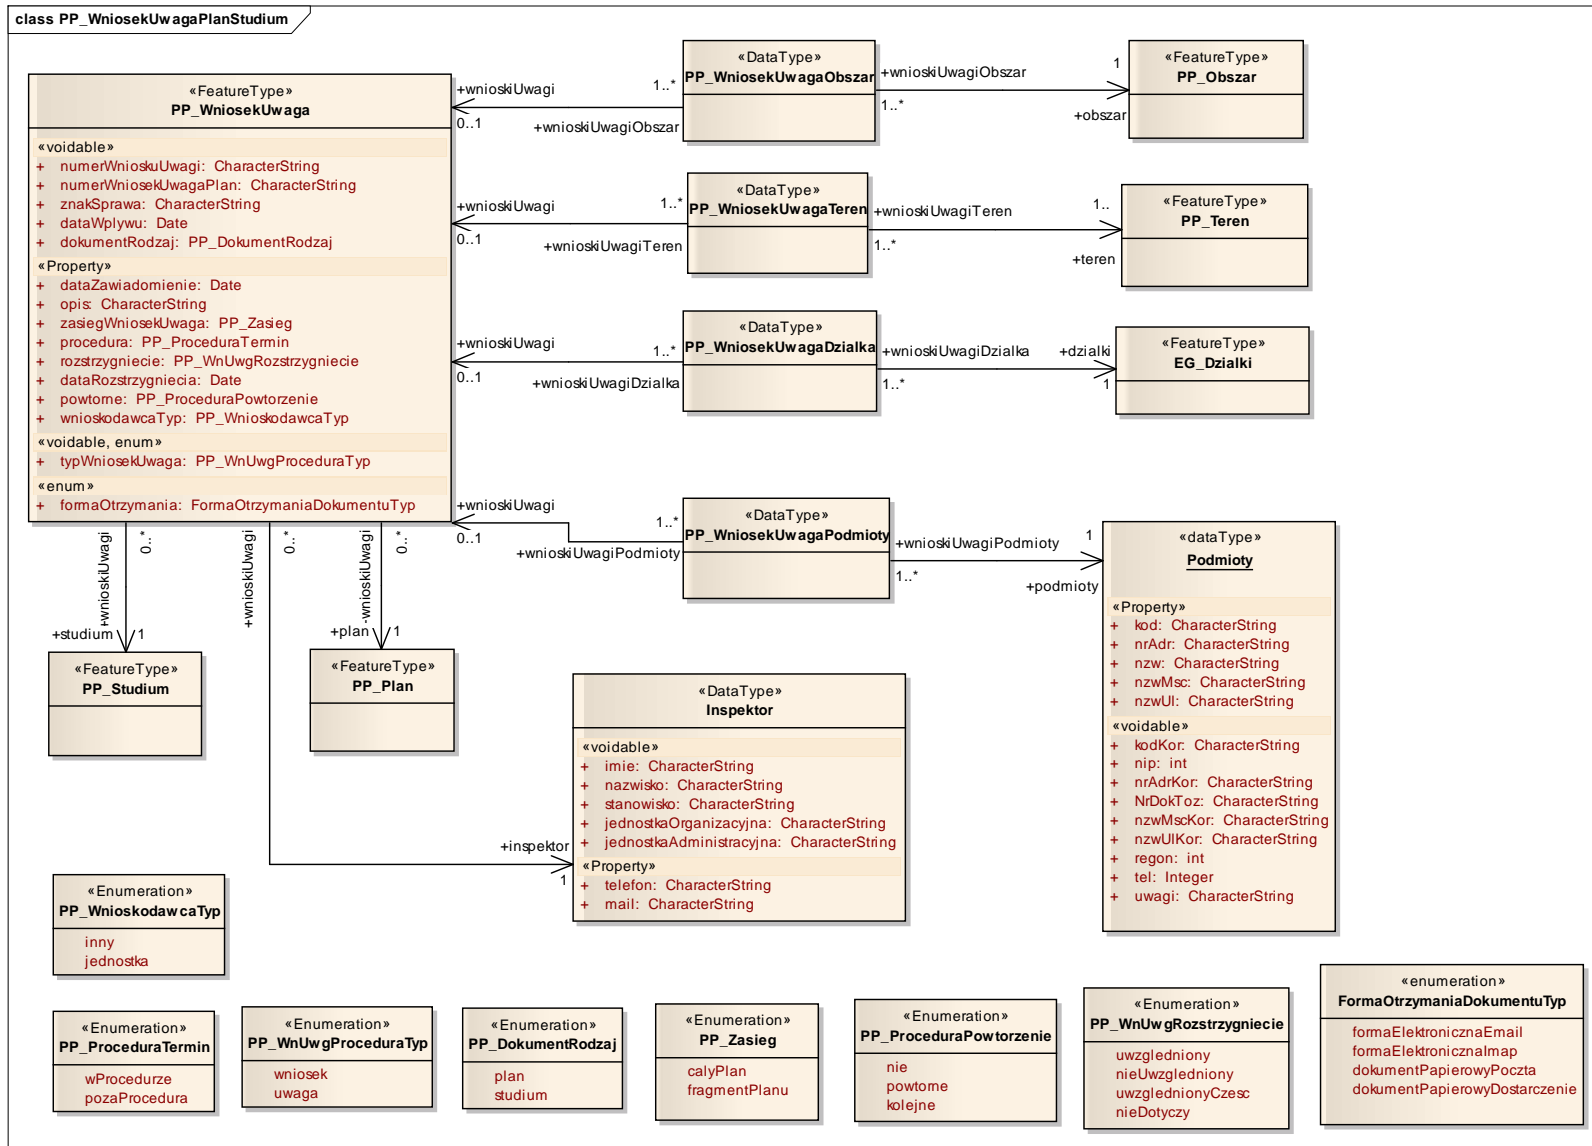 class PP_WniosekUwagaPlanStudium
«FeatureType»
PP_WniosekUwaga
«voidable»
+ numerWnioskuUwagi: CharacterString
+ numerWniosekUwagaPlan: CharacterString
+ znakSprawa: CharacterString
+ dataWplywu: Date
+ dokumentRodzaj: PP_DokumentRodzaj
«Property»
+ dataZawiadomienie: Date
+ opis: CharacterString
+ zasiegWniosekUwaga: PP_Zasieg
+ procedura: PP_ProceduraTermin
+ rozstrzygniecie: PP_WnUwgRozstrzygniecie
+ dataRozstrzygniecia: Date
+ powtorne: PP_ProceduraPowtorzenie
+ wnioskodawcaTyp: PP_WnioskodawcaTyp
«voidable, enum»
+ typWniosekUwaga: PP_WnUwgProceduraTyp
«enum»
+ formaOtrzymania: FormaOtrzymaniaDokumentuTyp
+wnioskiUwagi
0..1
1..*
+wnioskiUwagiObszar
«DataType»
PP_WniosekUwagaObszar
+wnioskiUwagiObszar
1..*
1
+obszar
«FeatureType»
PP_Obszar
+wnioskiUwagi
0..1
1..*
+wnioskiUwagiTeren
«DataType»
PP_WniosekUwagaTeren
+wnioskiUwagiTeren
1..*
1..
+teren
«FeatureType»
PP_Teren
+wnioskiUwagi
0..1
1..*
+wnioskiUwagiDzialka
«DataType»
PP_WniosekUwagaDzialka
+wnioskiUwagiDzialka
1..*
+dzialki
1
«FeatureType»
EG_Dzialki
+wnioskiUwagi
0..1
1..*
+wnioskiUwagiPodmioty
«DataType»
PP_WniosekUwagaPodmioty
+wnioskiUwagiPodmioty
1..*
1
+podmioty
«dataType»
Podmioty
«Property»
+ kod: CharacterString
+ nrAdr: CharacterString
+ nzw: CharacterString
+ nzwMsc: CharacterString
+ nzwUl: CharacterString
«voidable»
+ kodKor: CharacterString
+ nip: int
+ nrAdrKor: CharacterString
+ NrDokToz: CharacterString
+ nzwMscKor: CharacterString
+ nzwUlKor: CharacterString
+ regon: int
+ tel: Integer
+ uwagi: CharacterString
+wnioskiUwagi
0..*
+studium
1
«FeatureType»
PP_Studium
+wnioskiUwagi
0..*
+inspektor
1
-wnioskiUwagi
0..*
+plan
1
«FeatureType»
PP_Plan
«DataType»
Inspektor
«voidable»
+ imie: CharacterString
+ nazwisko: CharacterString
+ stanowisko: CharacterString
+ jednostkaOrganizacyjna: CharacterString
+ jednostkaAdministracyjna: CharacterString
«Property»
+ telefon: CharacterString
+ mail: CharacterString
«Enumeration»
PP_WnioskodawcaTyp
inny
jednostka
«Enumeration»
PP_ProceduraTermin
wProcedurze
pozaProcedura
«Enumeration»
PP_WnUwgProceduraTyp
wniosek
uwaga
«Enumeration»
PP_DokumentRodzaj
plan
studium
«Enumeration»
PP_Zasieg
calyPlan
fragmentPlanu
«Enumeration»
PP_ProceduraPowtorzenie
nie
powtorne
kolejne
«Enumeration»
PP_WnUwgRozstrzygniecie
uwzgledniony
nieUwzgledniony
uwzglednionyCzesc
nieDotyczy
«enumeration»
FormaOtrzymaniaDokumentuTyp
formaElektronicznaEmail
formaElektronicznaImap
dokumentPapierowyPoczta
dokumentPapierowyDostarczenie